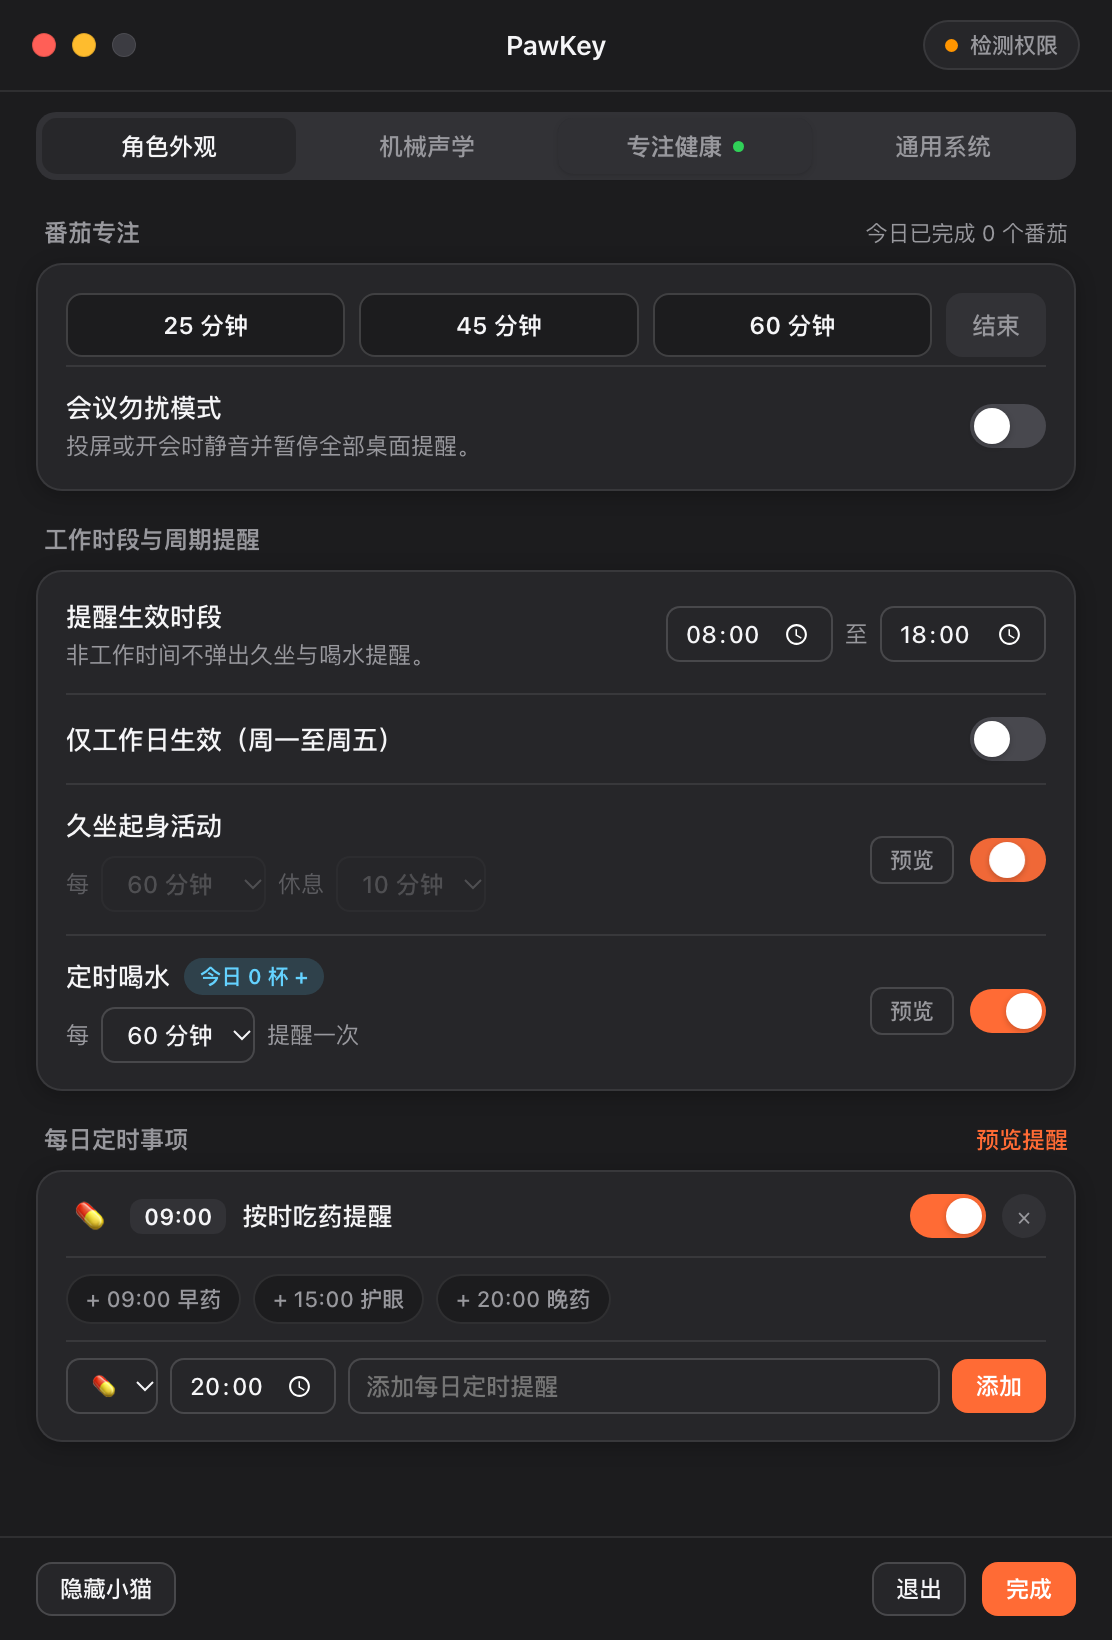 PawKey
检测权限
角色外观 机械声学 专注健康 通用系统
番茄专注 今日已完成 0 个番茄
25 分钟 45 分钟 60 分钟 结束
会议勿扰模式
投屏或开会时静音并暂停全部桌面提醒。
工作时段与周期提醒
提醒生效时段
非工作时间不弹出久坐与喝水提醒。
08:00 至 18:00
仅工作日生效（周一至周五）
久坐起身活动
每 60 分钟 休息 10 分钟
预览
定时喝水 今日 0 杯 +
每 60 分钟 提醒一次
预览
每日定时事项 预览提醒
09:00 按时吃药提醒 ×
+ 09:00 早药 + 15:00 护眼 + 20:00 晚药
20:00 添加每日定时提醒 添加
隐藏小猫 退出 完成